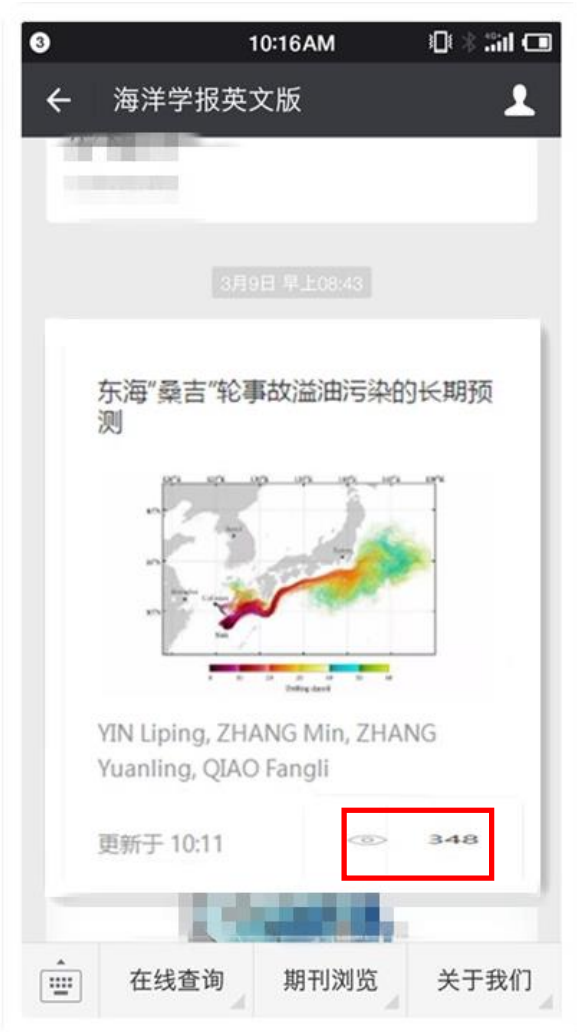 3
10:16AM
4G
海洋学报英文版
3月9日 早上08:43
东海“桑吉”轮事故溢油污染的长期预
测
YIN Liping, ZHANG Min, ZHANG
Yuanling, QIAO Fangli
更新于 10:11
348
在线查询
期刊浏览
关于我们